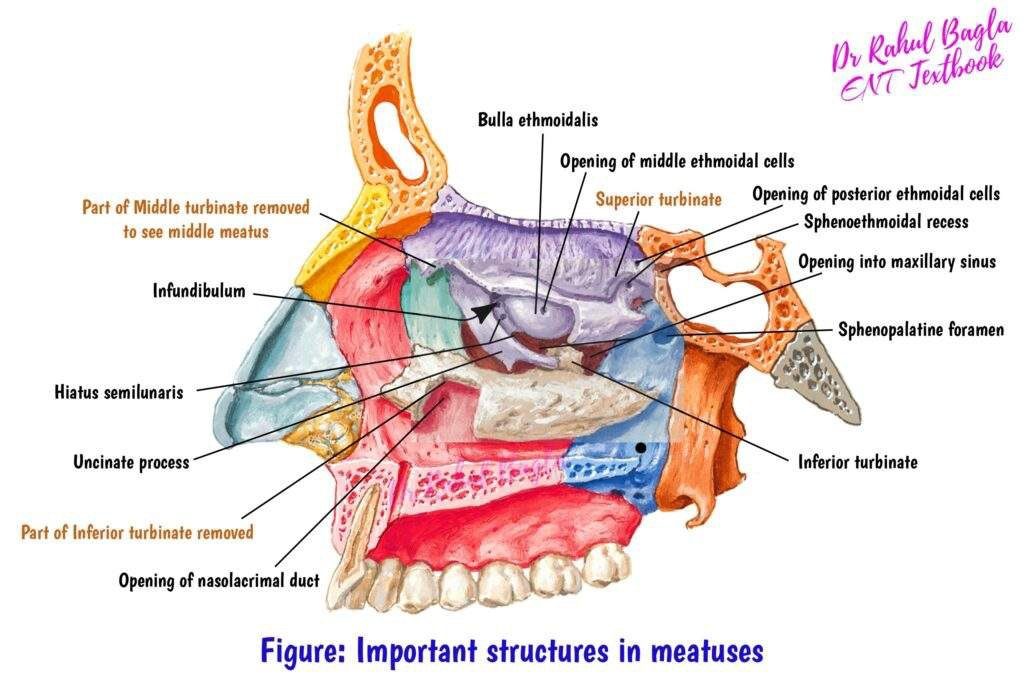 Dr Rahul Bagla
ENT Textbook
Bulla ethmoidalis
Opening of middle ethmoidal cells
Superior turbinate
Opening of posterior ethmoidal cells
Sphenoethmoidal recess
Opening into maxillary sinus
Sphenopalatine foramen
Inferior turbinate
Part of Middle turbinate removed
to see middle meatus
Infundibulum
Hiatus semilunaris
Uncinate process
Part of Inferior turbinate removed
Opening of nasolacrimal duct
Figure: Important structures in meatuses